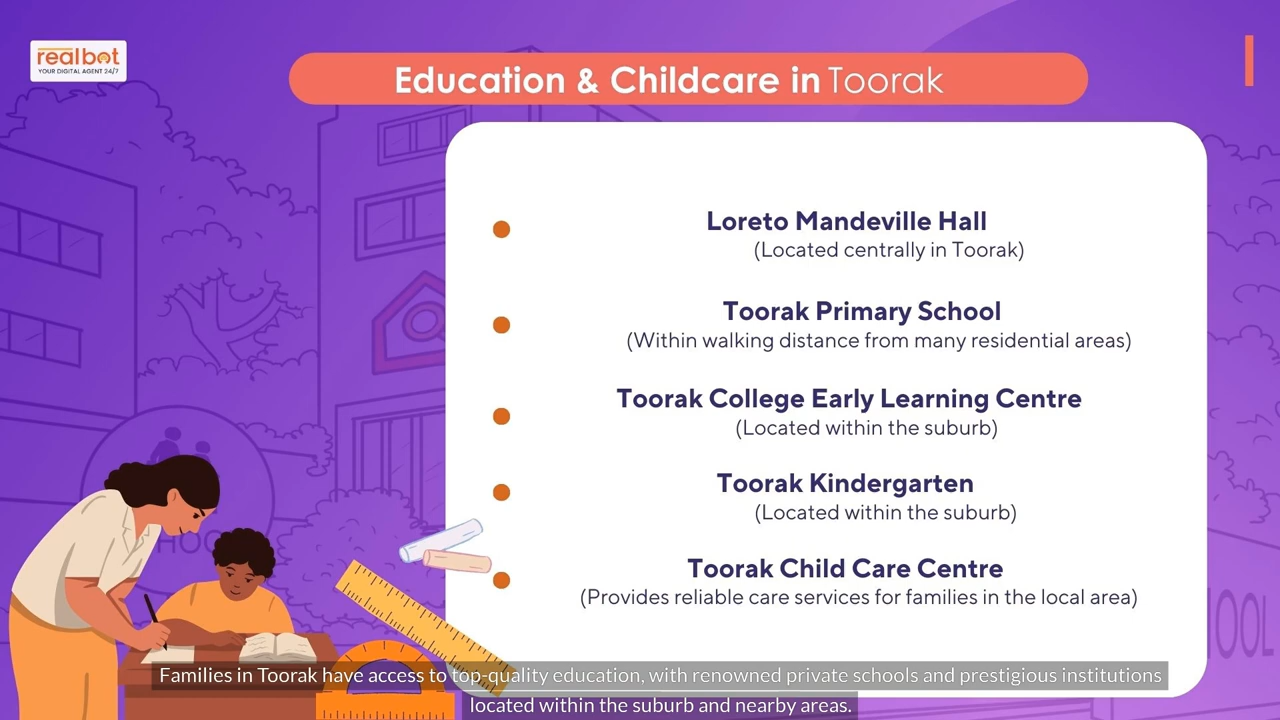 realbot
YOUR DIGITAL AGENT 24/7
Education & Childcare in Toorak
Loreto Mandeville Hall
(Located centrally in Toorak)
Toorak Primary School
(Within walking distance from many residential areas)
Toorak College Early Learning Centre
(Located within the suburb)
Toorak Kindergarten
(Located within the suburb)
Toorak Child Care Centre
(Provides reliable care services for families in the local area)
HOO
OOL
Families in Toorak have access to top-quality education, with renowned private schools and prestigious institutions
located within the suburb and nearby areas.